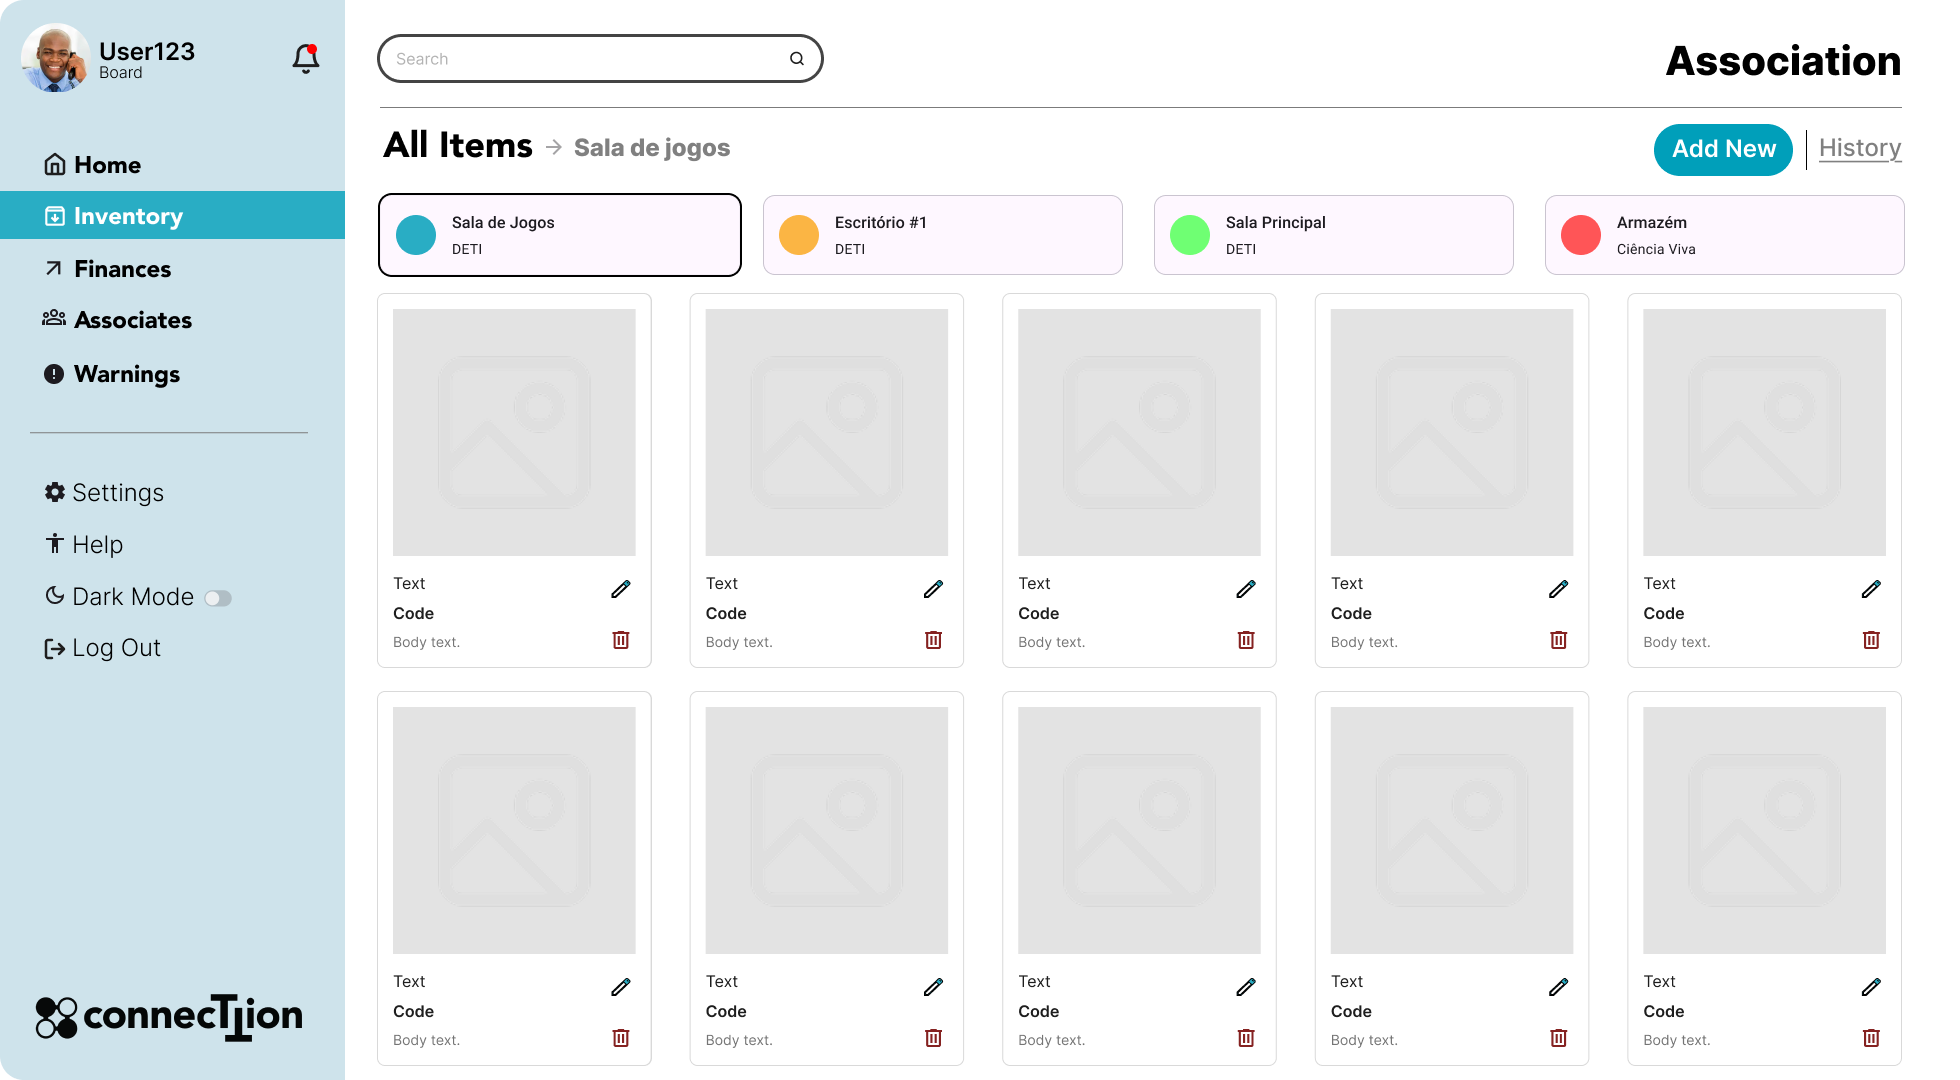 User123
Board
Home
Inventory
Finances
Associates
Warnings
Settings
Help
Dark Mode
Log Out
connecTIion
Search
Association
All Items → Sala de jogos
Add New
History
Sala de Jogos
DETI
Escritório #1
DETI
Sala Principal
DETI
Armazém
Ciência Viva
Text
Code
Body text.
Text
Code
Body text.
Text
Code
Body text.
Text
Code
Body text.
Text
Code
Body text.
Text
Code
Body text.
Text
Code
Body text.
Text
Code
Body text.
Text
Code
Body text.
Text
Code
Body text.